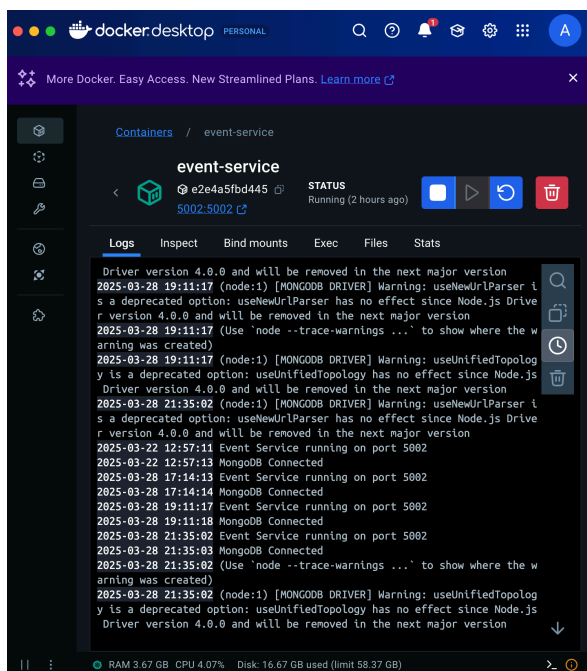 docker.desktop PERSONAL
1
A
More Docker. Easy Access. New Streamlined Plans. Learn more
Containers / event-service
event-service
e2e4a5fbd445
5002:5002
STATUS
Running (2 hours ago)
Logs Inspect Bind mounts Exec Files Stats
Driver version 4.0.0 and will be removed in the next major version
2025-03-28 19:11:17 (node:1) [MONGODB DRIVER] Warning: useNewUrlParser i
s a deprecated option: useNewUrlParser has no effect since Node.js Drive
r version 4.0.0 and will be removed in the next major version
2025-03-28 19:11:17 (Use `node --trace-warnings ...` to show where the w
arning was created)
2025-03-28 19:11:17 (node:1) [MONGODB DRIVER] Warning: useUnifiedTopolog
y is a deprecated option: useUnifiedTopology has no effect since Node.js
Driver version 4.0.0 and will be removed in the next major version
2025-03-28 21:35:02 (node:1) [MONGODB DRIVER] Warning: useNewUrlParser i
s a deprecated option: useNewUrlParser has no effect since Node.js Drive
r version 4.0.0 and will be removed in the next major version
2025-03-22 12:57:11 Event Service running on port 5002
2025-03-22 12:57:13 MongoDB Connected
2025-03-28 17:14:13 Event Service running on port 5002
2025-03-28 17:14:14 MongoDB Connected
2025-03-28 19:11:17 Event Service running on port 5002
2025-03-28 19:11:18 MongoDB Connected
2025-03-28 21:35:02 Event Service running on port 5002
2025-03-28 21:35:03 MongoDB Connected
2025-03-28 21:35:02 (Use `node --trace-warnings ...` to show where the w
arning was created)
2025-03-28 21:35:02 (node:1) [MONGODB DRIVER] Warning: useUnifiedTopolog
y is a deprecated option: useUnifiedTopology has no effect since Node.js
Driver version 4.0.0 and will be removed in the next major version
RAM 3.67 GB CPU 4.07% Disk: 16.67 GB used (limit 58.37 GB)